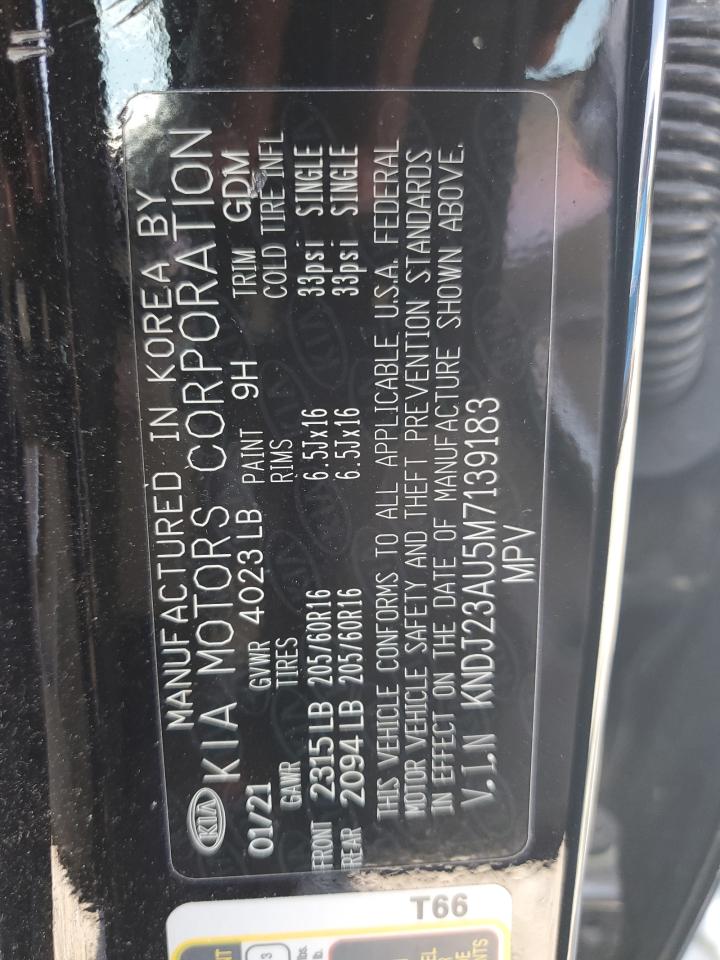 MANUFACTURED IN KOREA BY
KIA KIA MOTORS CORPORATION
01/21 GVWR 4023 LB PAINT 9H TRIM GDM
GAWR TIRES RIMS COLD TIRE INFL
FRONT 2315 LB 205/60R16 6.5Jx16 33psi SINGLE
REAR 2094 LB 205/60R16 6.5Jx16 33psi SINGLE
THIS VEHICLE CONFORMS TO ALL APPLICABLE U.S.A. FEDERAL
MOTOR VEHICLE SAFETY AND THEFT PREVENTION STANDARDS
IN EFFECT ON THE DATE OF MANUFACTURE SHOWN ABOVE.
V.I.N KNDJ23AU5M7139183
MPV
T66